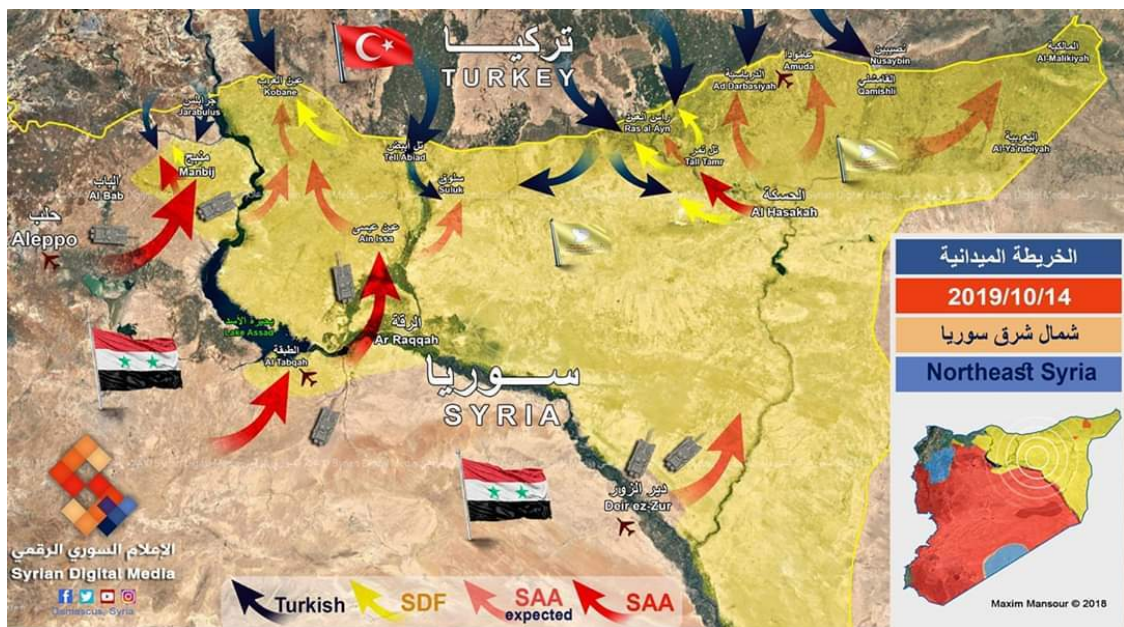 تركيا
TURKEY
عين العرب
Kobane
جرابلس
Jarabulus
منبج
Manbij
الباب
Al Bab
حلب
Aleppo
تل أبيض
Tell Abiad
سلوك
Suluk
عين عيسى
Ain Issa
راس العين
Ras al-Ayn
تل تمر
Tall Tamr
الدرباسية
Ad Darbasiyah
عامودا
Amuda
نصيبين
Nusaybin
القامشلي
Qamishli
المالكية
Al-Malikiyah
اليعربية
Al-Ya'rubiyah
الحسكة
Al Hasakah
بحيرة الأسد
Lake Assad
الطبقة
Al Tabqah
الرقة
Ar Raqqah
سوريا
SYRIA
دير الزور
Deir ez-Zur
الخريطة الميدانية
2019/10/14
شمال شرق سوريا
Northeast Syria
Maxim Mansour © 2018
الإعلام السوري الرقمي
Syrian Digital Media
Damascus, Syria
Turkish
SDF
SAA
expected
SAA